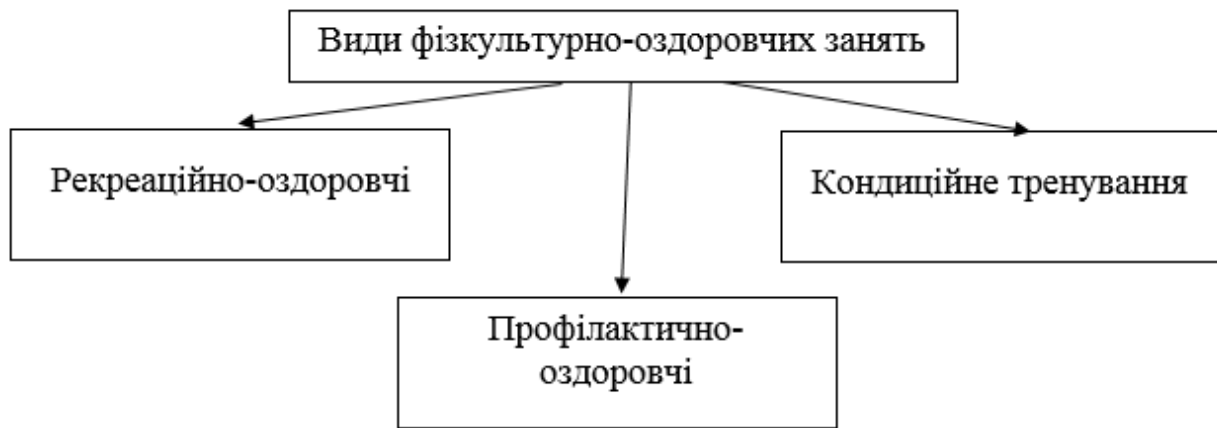 Види фізкультурно-оздоровчих занять
Рекреаційно-оздоровчі
Кондиційне тренування
Профілактично-
оздоровчі